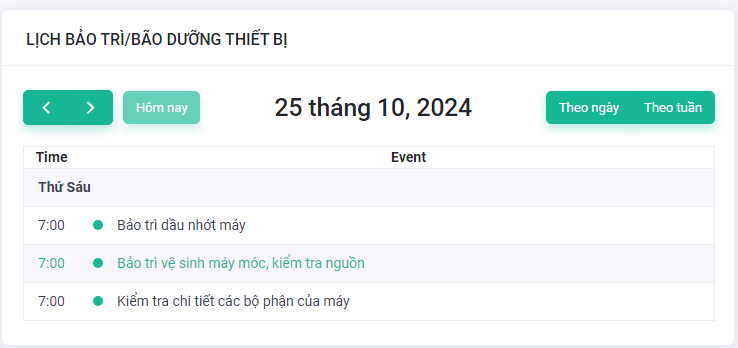 LỊCH BẢO TRÌ/BÃO DƯỠNG THIẾT BỊ
Hôm nay
25 tháng 10, 2024
Theo ngày
Theo tuần
Time Event
Thứ Sáu
7:00 Bảo trì dầu nhớt máy
7:00 Bảo trì vệ sinh máy móc, kiểm tra nguồn
7:00 Kiểm tra chi tiết các bộ phận của máy